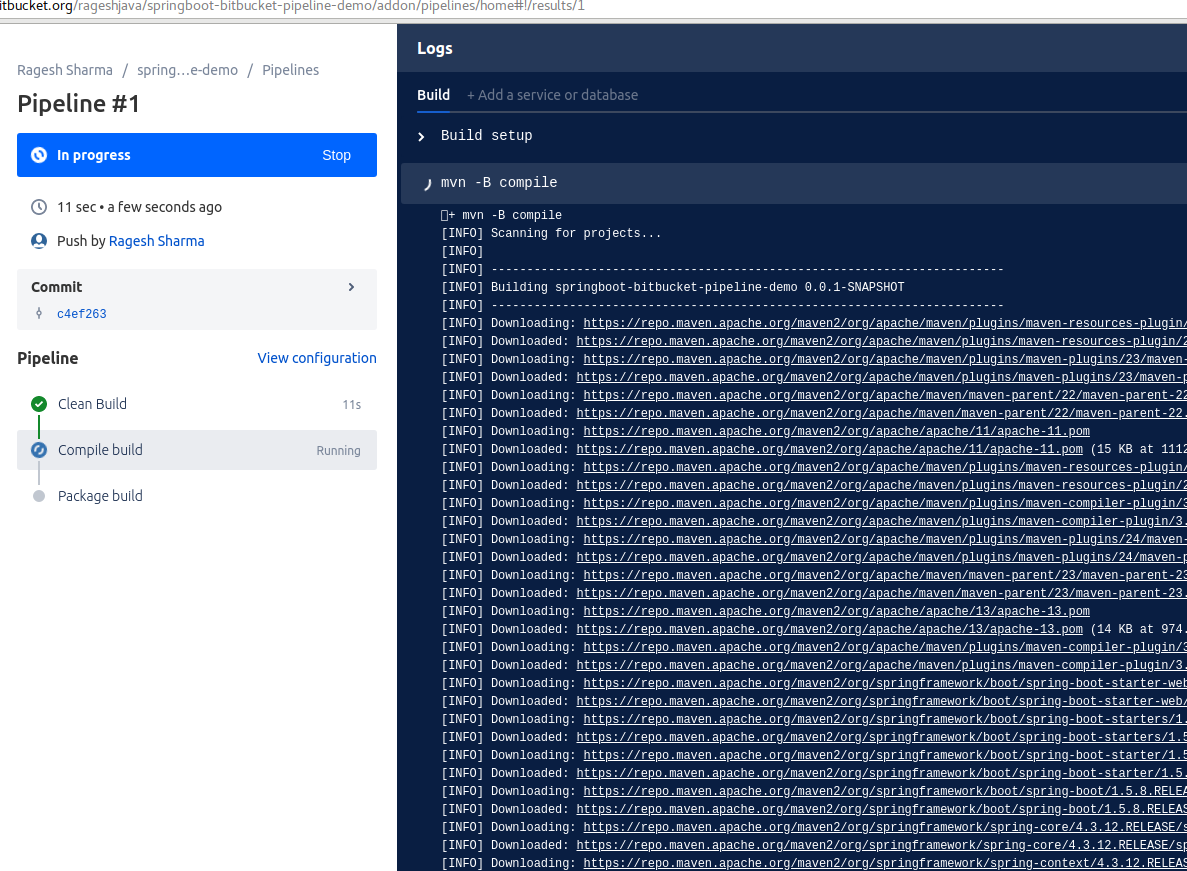 itbucket.org/rageshjava/springboot-bitbucket-pipeline-demo/addon/pipelines/home#!/results/1
Ragesh Sharma / spring...e-demo / Pipelines
Pipeline #1
In progress Stop
11 sec • a few seconds ago
Push by Ragesh Sharma
Commit
c4ef263
Pipeline View configuration
Clean Build 11s
Compile build Running
Package build
Logs
Build + Add a service or database
Build setup
mvn -B compile
+ mvn -B compile
[INFO] Scanning for projects...
[INFO]
[INFO] ------------------------------------------------------------------------
[INFO] Building springboot-bitbucket-pipeline-demo 0.0.1-SNAPSHOT
[INFO] ------------------------------------------------------------------------
[INFO] Downloading: https://repo.maven.apache.org/maven2/org/apache/maven/plugins/maven-resources-plugin/
[INFO] Downloaded: https://repo.maven.apache.org/maven2/org/apache/maven/plugins/maven-resources-plugin/2
[INFO] Downloading: https://repo.maven.apache.org/maven2/org/apache/maven/plugins/maven-plugins/23/maven-
[INFO] Downloaded: https://repo.maven.apache.org/maven2/org/apache/maven/plugins/maven-plugins/23/maven-p
[INFO] Downloading: https://repo.maven.apache.org/maven2/org/apache/maven/maven-parent/22/maven-parent-22
[INFO] Downloaded: https://repo.maven.apache.org/maven2/org/apache/maven/maven-parent/22/maven-parent-22.
[INFO] Downloading: https://repo.maven.apache.org/maven2/org/apache/apache/11/apache-11.pom
[INFO] Downloaded: https://repo.maven.apache.org/maven2/org/apache/apache/11/apache-11.pom (15 KB at 1112
[INFO] Downloading: https://repo.maven.apache.org/maven2/org/apache/maven/plugins/maven-resources-plugin/
[INFO] Downloaded: https://repo.maven.apache.org/maven2/org/apache/maven/plugins/maven-resources-plugin/2
[INFO] Downloading: https://repo.maven.apache.org/maven2/org/apache/maven/plugins/maven-compiler-plugin/3
[INFO] Downloaded: https://repo.maven.apache.org/maven2/org/apache/maven/plugins/maven-compiler-plugin/3.
[INFO] Downloading: https://repo.maven.apache.org/maven2/org/apache/maven/plugins/maven-plugins/24/maven-
[INFO] Downloaded: https://repo.maven.apache.org/maven2/org/apache/maven/plugins/maven-plugins/24/maven-p
[INFO] Downloading: https://repo.maven.apache.org/maven2/org/apache/maven/maven-parent/23/maven-parent-23
[INFO] Downloaded: https://repo.maven.apache.org/maven2/org/apache/maven/maven-parent/23/maven-parent-23.
[INFO] Downloading: https://repo.maven.apache.org/maven2/org/apache/apache/13/apache-13.pom
[INFO] Downloaded: https://repo.maven.apache.org/maven2/org/apache/apache/13/apache-13.pom (14 KB at 974.
[INFO] Downloading: https://repo.maven.apache.org/maven2/org/apache/maven/plugins/maven-compiler-plugin/3
[INFO] Downloaded: https://repo.maven.apache.org/maven2/org/apache/maven/plugins/maven-compiler-plugin/3.
[INFO] Downloading: https://repo.maven.apache.org/maven2/org/springframework/boot/spring-boot-starter-web
[INFO] Downloaded: https://repo.maven.apache.org/maven2/org/springframework/boot/spring-boot-starter-web/
[INFO] Downloading: https://repo.maven.apache.org/maven2/org/springframework/boot/spring-boot-starters/1.
[INFO] Downloaded: https://repo.maven.apache.org/maven2/org/springframework/boot/spring-boot-starters/1.5
[INFO] Downloading: https://repo.maven.apache.org/maven2/org/springframework/boot/spring-boot-starter/1.5
[INFO] Downloaded: https://repo.maven.apache.org/maven2/org/springframework/boot/spring-boot-starter/1.5.
[INFO] Downloading: https://repo.maven.apache.org/maven2/org/springframework/boot/spring-boot/1.5.8.RELEA
[INFO] Downloaded: https://repo.maven.apache.org/maven2/org/springframework/boot/spring-boot/1.5.8.RELEAS
[INFO] Downloading: https://repo.maven.apache.org/maven2/org/springframework/spring-core/4.3.12.RELEASE/s
[INFO] Downloaded: https://repo.maven.apache.org/maven2/org/springframework/spring-core/4.3.12.RELEASE/sp
[INFO] Downloading: https://repo.maven.apache.org/maven2/org/springframework/spring-context/4.3.12.RELEAS